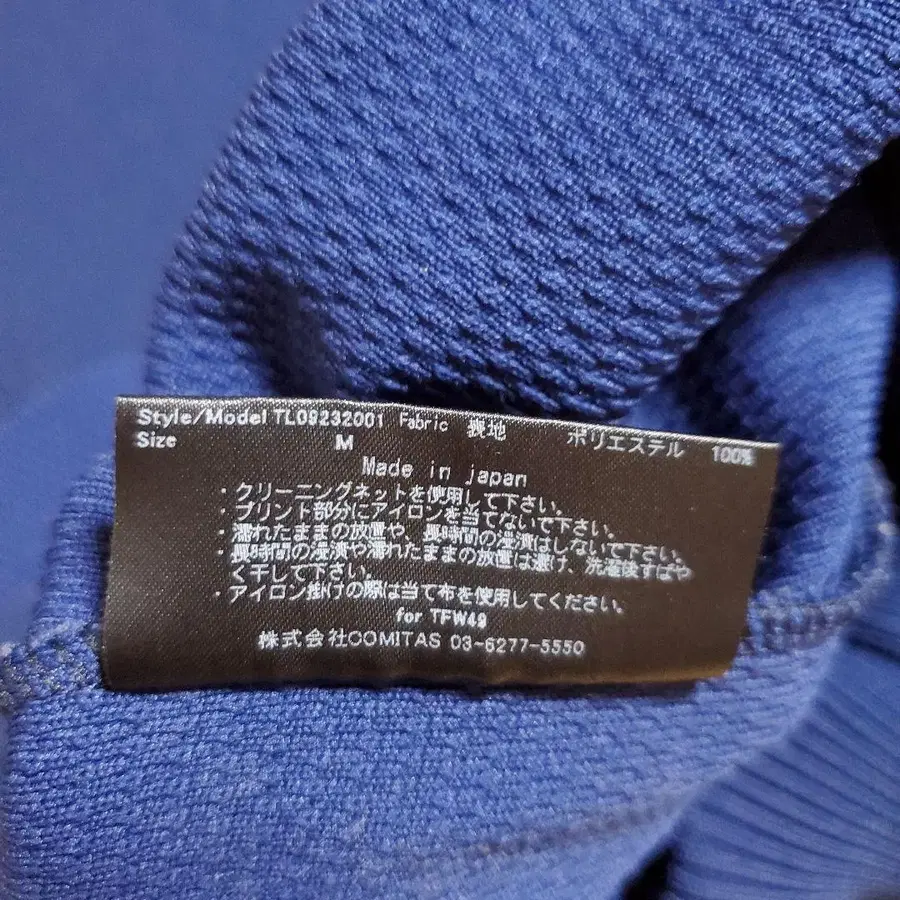 Style/Model TL09232001 Fabric 表地 ポリエステル 100%
Size M
Made in japan
・クリーニングネットを使用して下さい。
・プリント部分にアイロンを当てないで下さい。
・濡れたままの放置や、長時間の浸漬はしないで下さい。
・長時間の浸漬や濡れたままの放置は避け、洗濯後すばや
く干して下さい。
・アイロン掛けの際は当て布を使用してください。
for TFW49
株式会社COMITAS 03-6277-5550